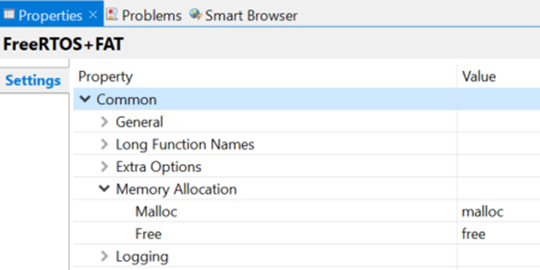 Properties Problems Smart Browser
FreeRTOS+FAT
Settings Property Value
Common
General
Long Function Names
Extra Options
Memory Allocation
Malloc malloc
Free free
Logging